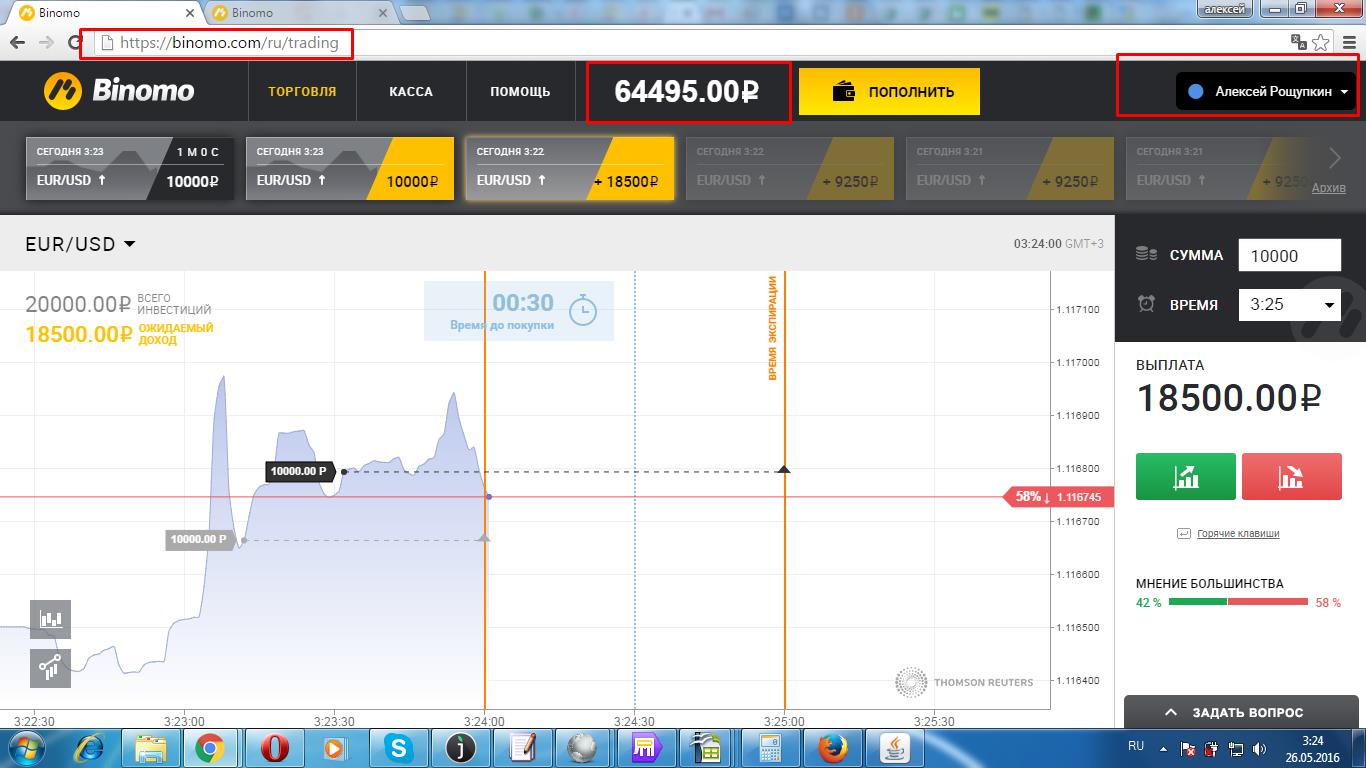 Binomo
Binomo
алексей
https://binomo.com/ru/trading
Binomo
ТОРГОВЛЯ
КАССА
ПОМОЩЬ
64495.00₽
ПОПОЛНИТЬ
Алексей Рощупкин
СЕГОДНЯ 3:23
1 М 0 С
EUR/USD ↑
10000₽
СЕГОДНЯ 3:23
EUR/USD ↑
10000₽
СЕГОДНЯ 3:22
EUR/USD ↑
+ 18500₽
СЕГОДНЯ 3:22
EUR/USD ↑
+ 9250₽
СЕГОДНЯ 3:21
EUR/USD ↑
+ 9250₽
СЕГОДНЯ 3:21
EUR/USD ↑
+ 9250
Архив
EUR/USD
03:24:00 GMT+3
20000.00₽ ВСЕГО
ИНВЕСТИЦИЙ
18500.00₽ ОЖИДАЕМЫЙ
ДОХОД
00:30
Время до покупки
ВРЕМЯ ЭКСПИРАЦИИ
10000.00 Р
10000.00 Р
1.117100
1.117000
1.116900
1.116800
58% ↓ 1.116745
1.116700
1.116600
1.116500
1.116400
THOMSON REUTERS
3:22:30
3:23:00
3:23:30
3:24:00
3:24:30
3:25:00
3:25:30
СУММА
10000
ВРЕМЯ
3:25
ВЫПЛАТА
18500.00₽
Горячие клавиши
МНЕНИЕ БОЛЬШИНСТВА
42 %
58 %
ЗАДАТЬ ВОПРОС
RU
3:24
26.05.2016